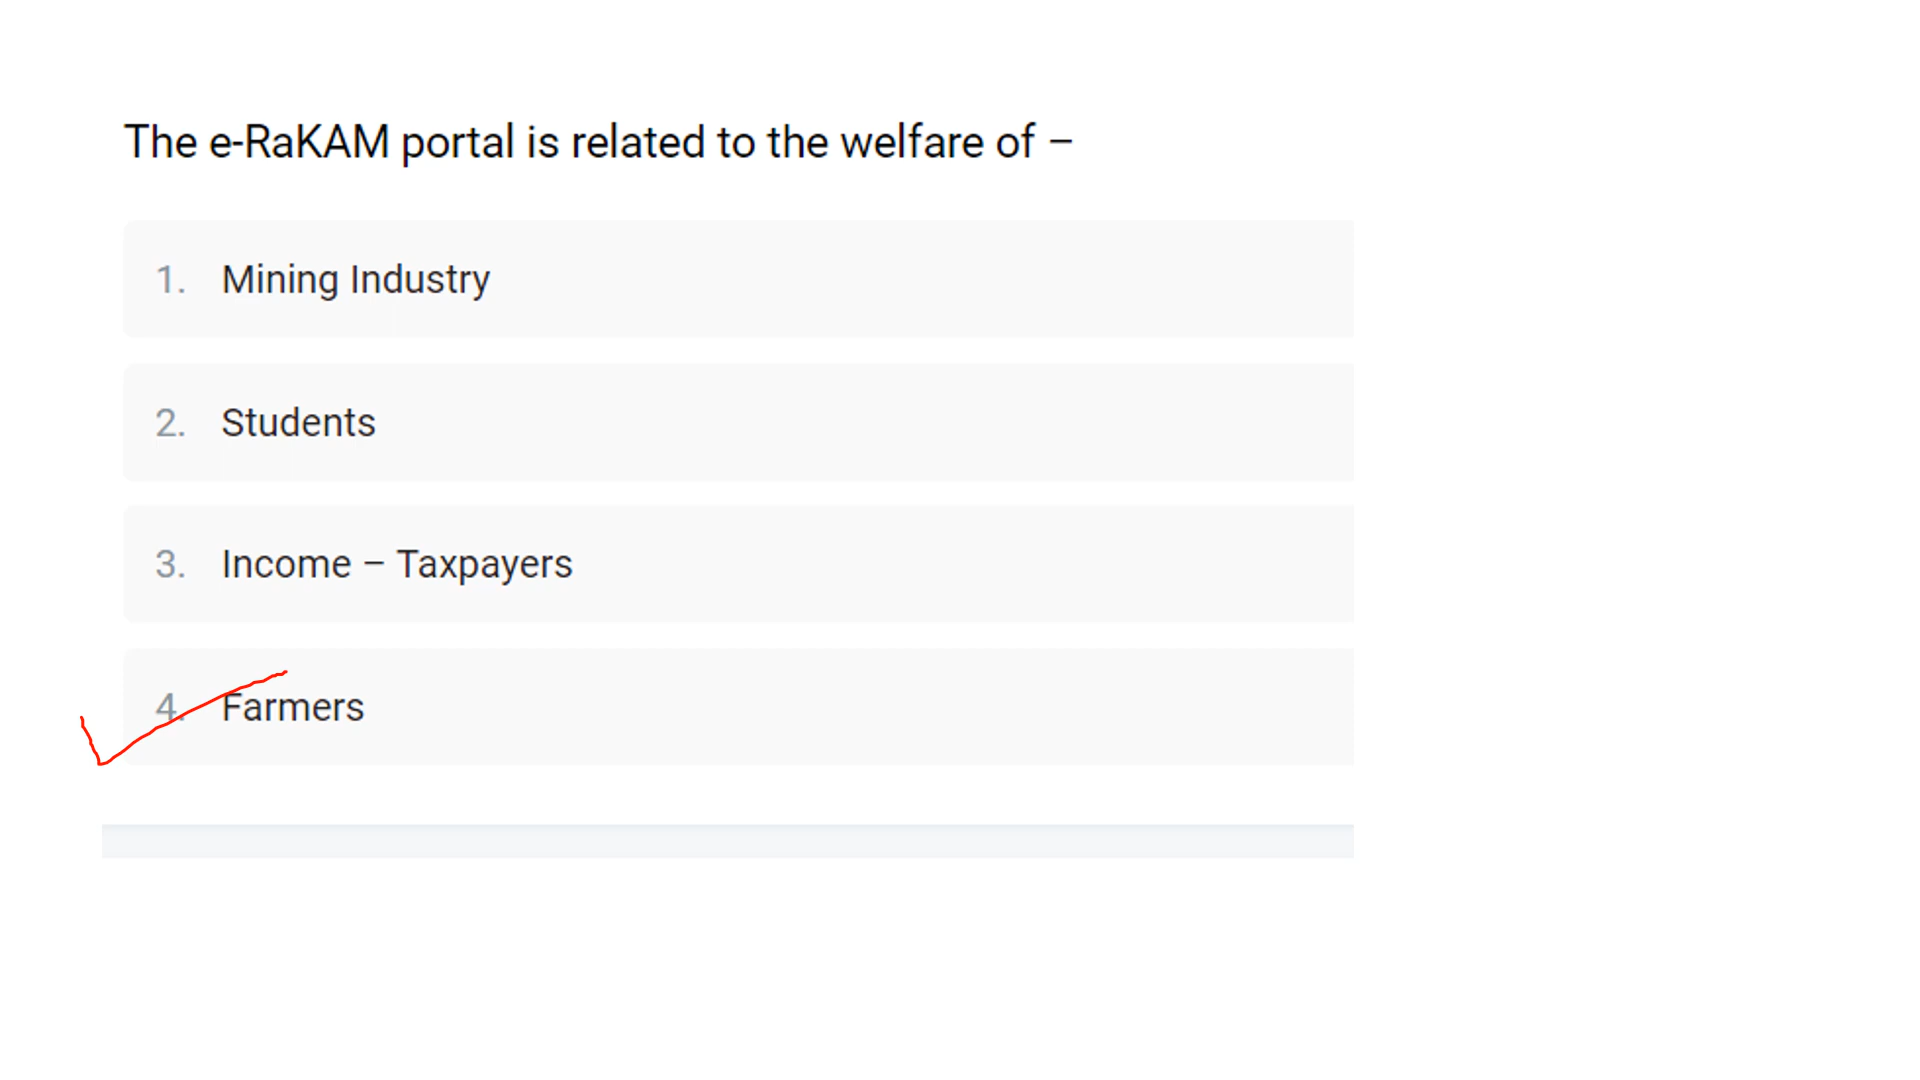 The e-RaKAM portal is related to the welfare of –
1. Mining Industry
2. Students
3. Income – Taxpayers
4. Farmers